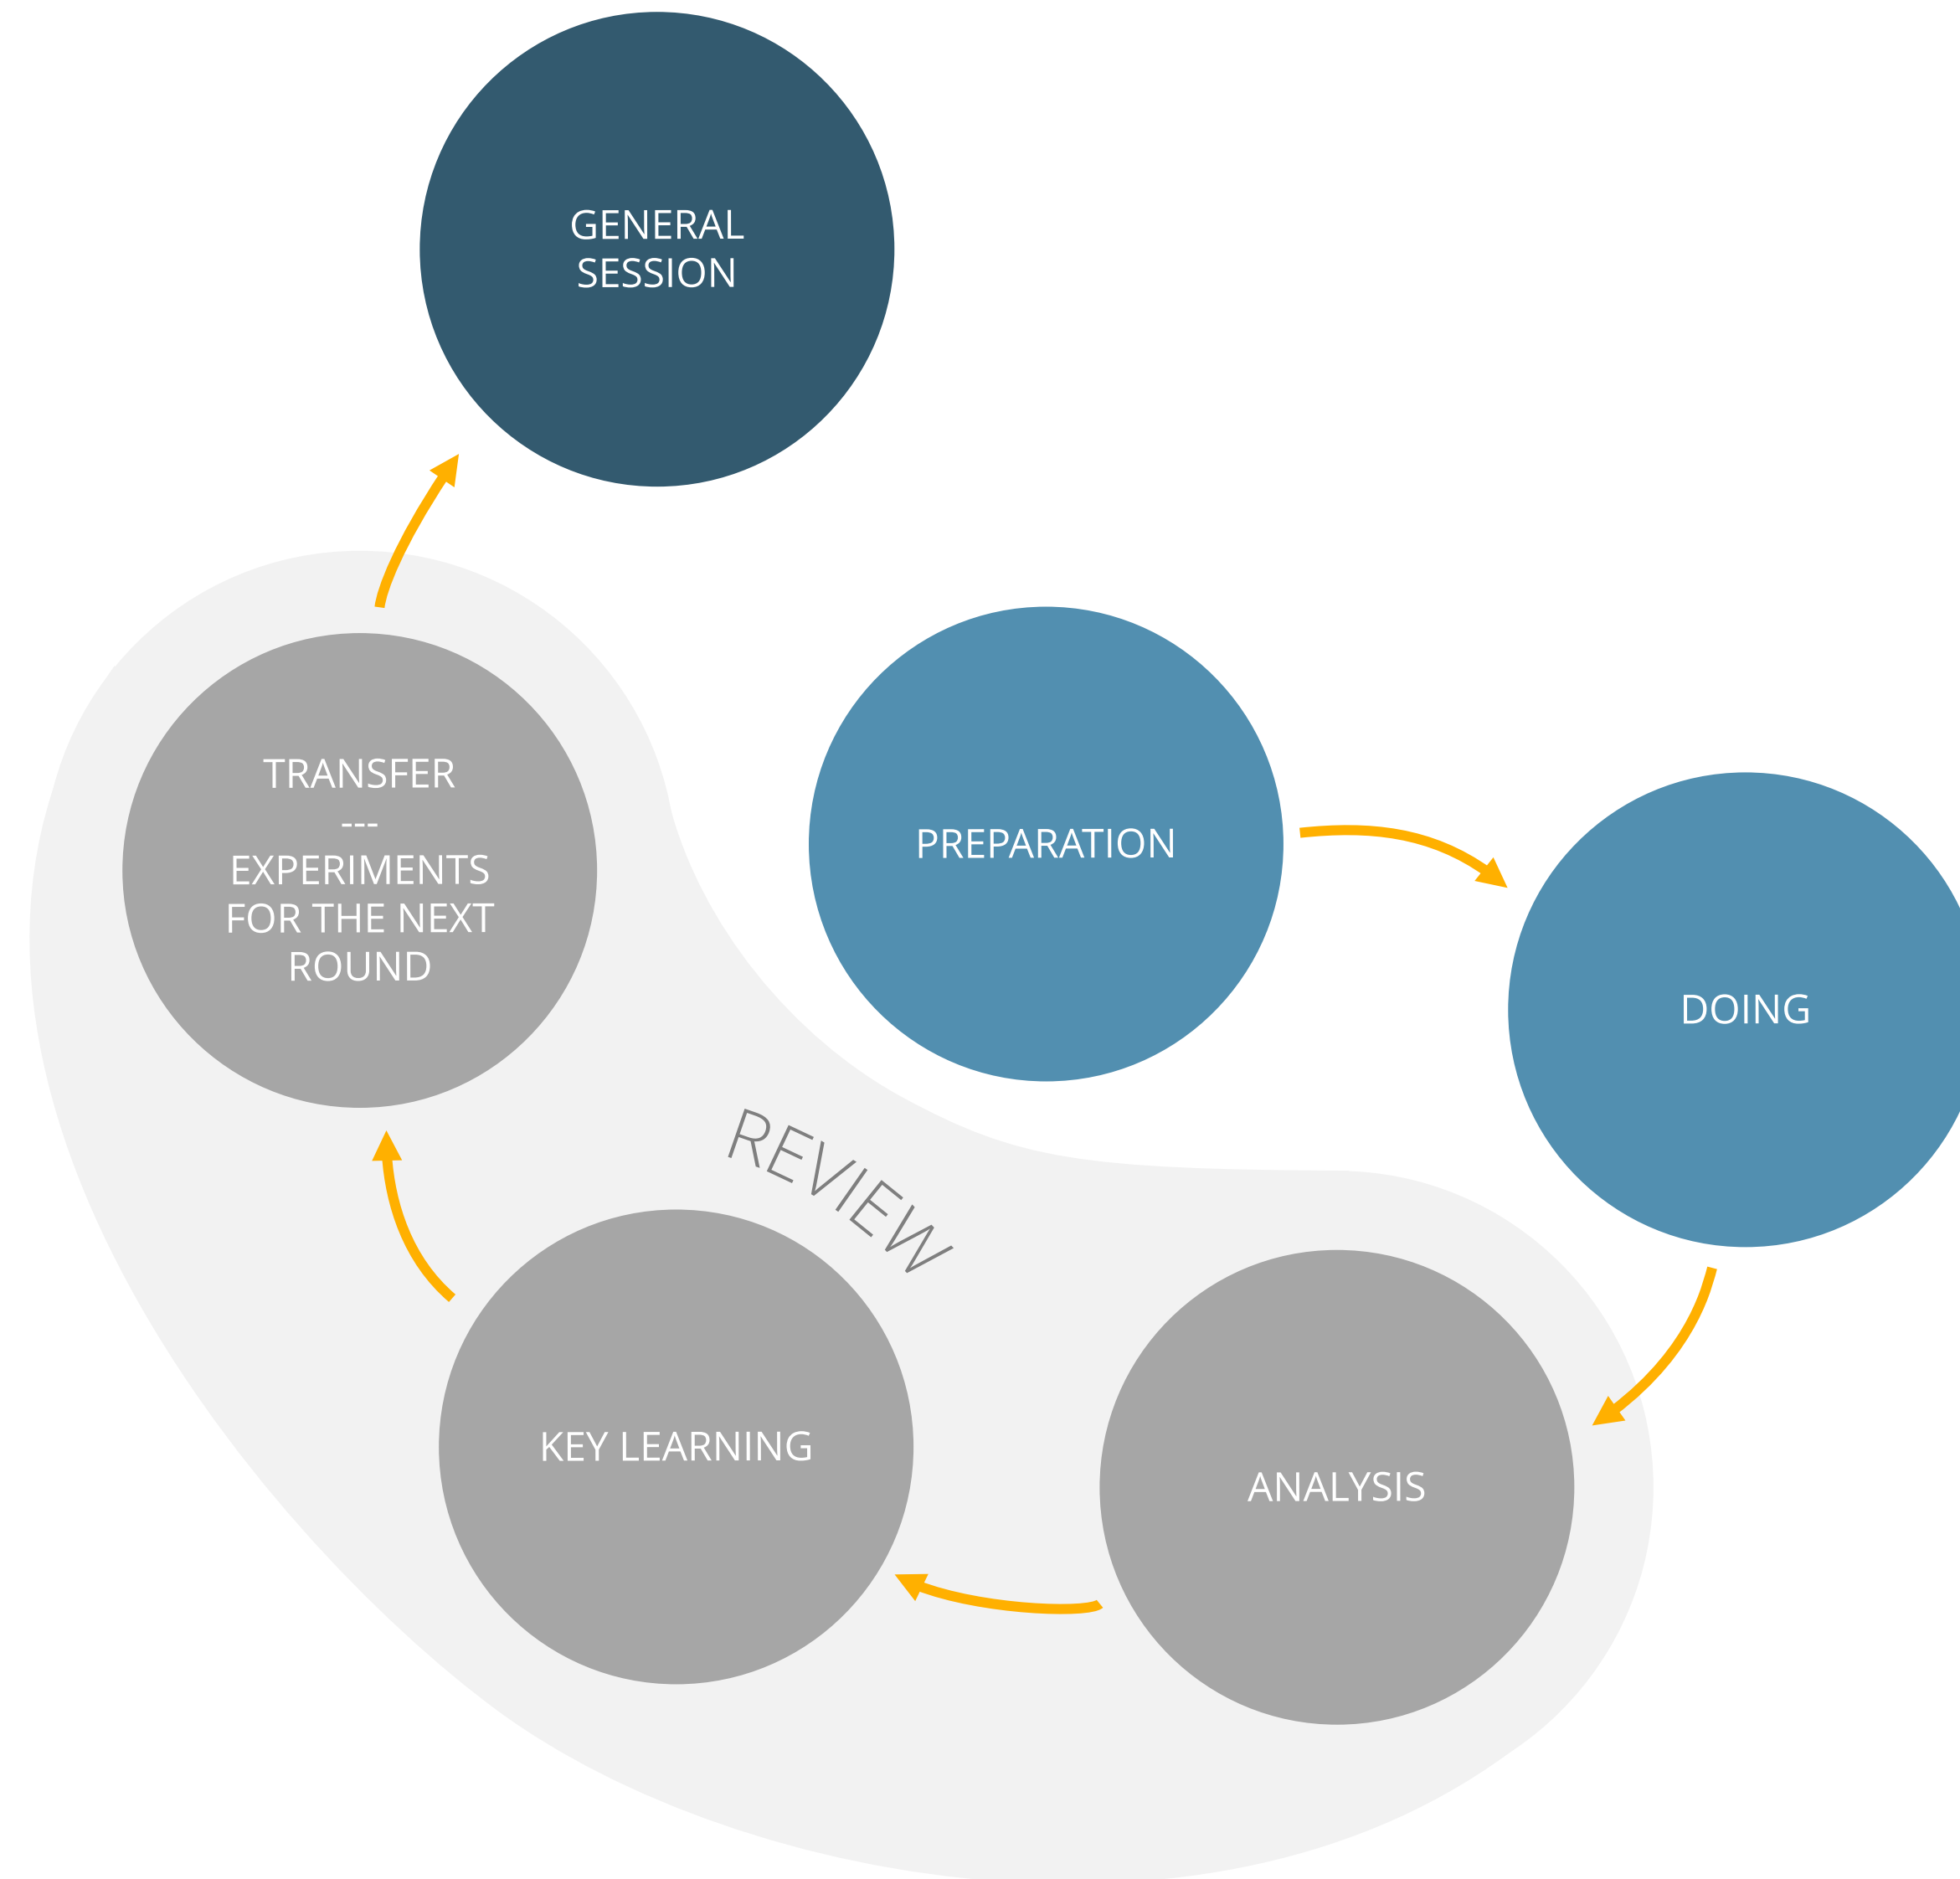 GENERAL
SESSION
TRANSFER
---
EXPERIMENTS
FOR THE NEXT
ROUND
PREPARATION
DOING
REVIEW
KEY LEARNING
ANALYSIS